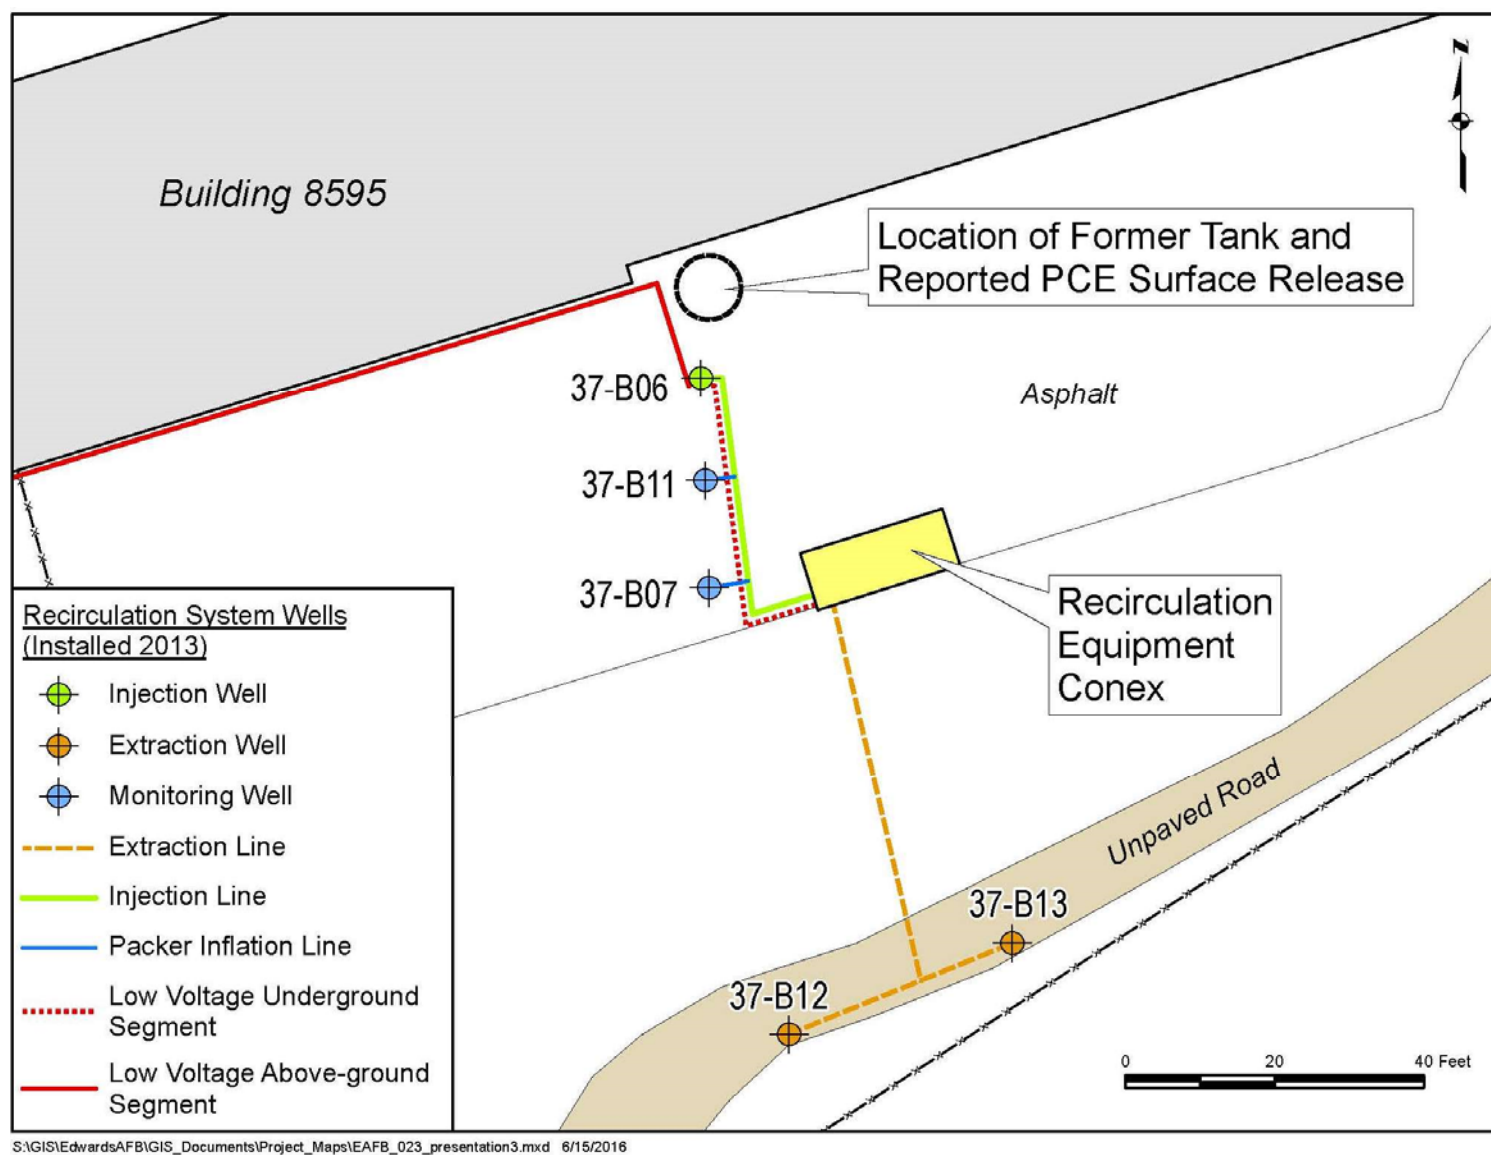 N
Building 8595
Location of Former Tank and
Reported PCE Surface Release
37-B06
Asphalt
37-B11
37-B07
Recirculation
Equipment
Conex
Recirculation System Wells
(Installed 2013)
Injection Well
Extraction Well
Monitoring Well
Extraction Line
Injection Line
Packer Inflation Line
Low Voltage Underground
Segment
Low Voltage Above-ground
Segment
Unpaved Road
37-B13
37-B12
0 20 40 Feet
S:\GIS\EdwardsAFB\GIS_Documents\Project_Maps\EAFB_023_presentation3.mxd 6/15/2016